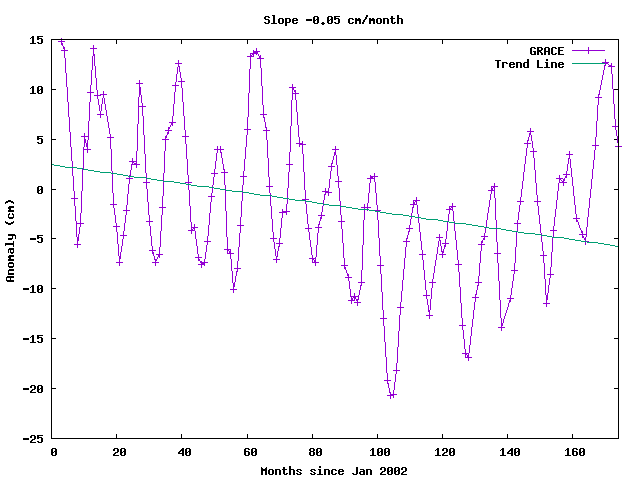 Slope -0.05 cm/month
GRACE
Trend Line
15
10
5
0
-5
-10
-15
-20
-25
Anomaly (cm)
0 20 40 60 80 100 120 140 160
Months since Jan 2002